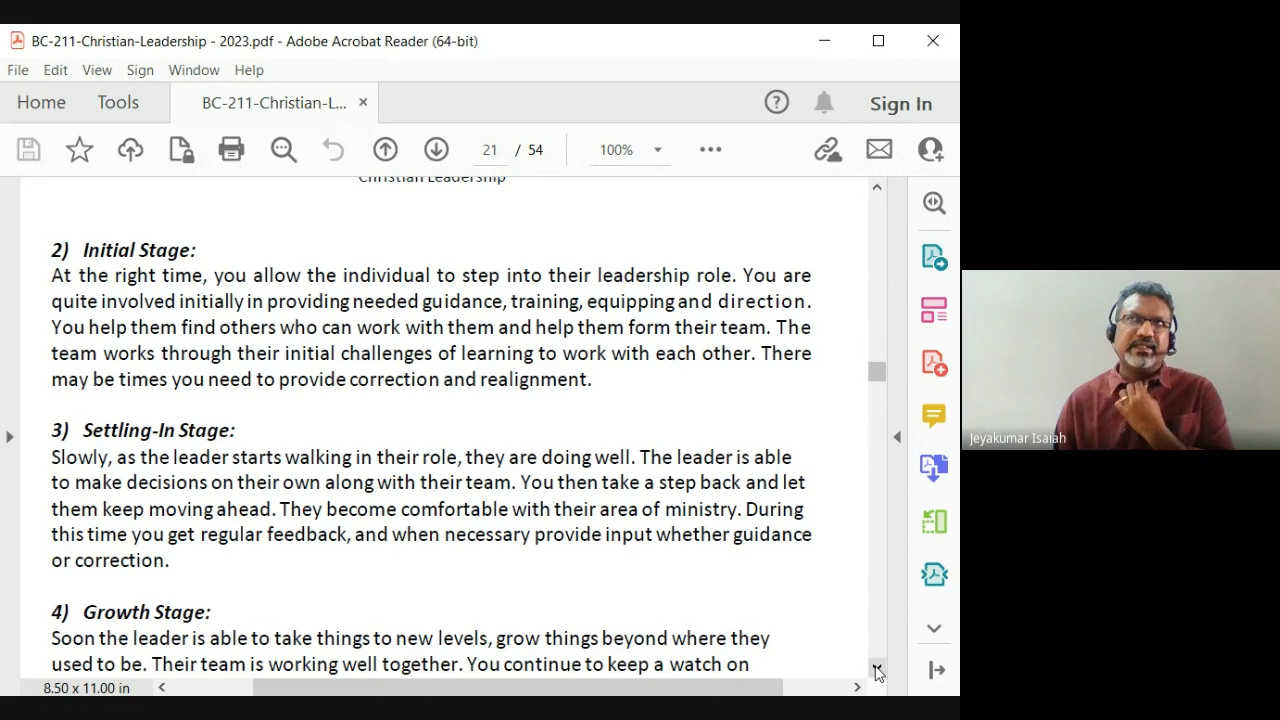 BC-211-Christian-Leadership - 2023.pdf - Adobe Acrobat Reader (64-bit)
File Edit View Sign Window Help
Home Tools BC-211-Christian-L... × Sign In
21 / 54 100%
Christian Leadership
2) Initial Stage:
At the right time, you allow the individual to step into their leadership role. You are
quite involved initially in providing needed guidance, training, equipping and direction.
You help them find others who can work with them and help them form their team. The
team works through their initial challenges of learning to work with each other. There
may be times you need to provide correction and realignment.
3) Settling-In Stage:
Slowly, as the leader starts walking in their role, they are doing well. The leader is able
to make decisions on their own along with their team. You then take a step back and let
them keep moving ahead. They become comfortable with their area of ministry. During
this time you get regular feedback, and when necessary provide input whether guidance
or correction.
4) Growth Stage:
Soon the leader is able to take things to new levels, grow things beyond where they
used to be. Their team is working well together. You continue to keep a watch on
8.50 x 11.00 in
Jeyakumar Isaiah